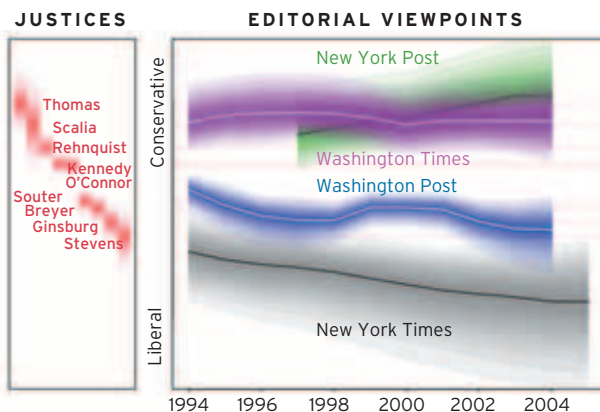 JUSTICES
EDITORIAL VIEWPOINTS
Thomas
Scalia
Rehnquist
Kennedy
O'Connor
Souter
Breyer
Ginsburg
Stevens
Conservative
Liberal
New York Post
Washington Times
Washington Post
New York Times
1994 1996 1998 2000 2002 2004